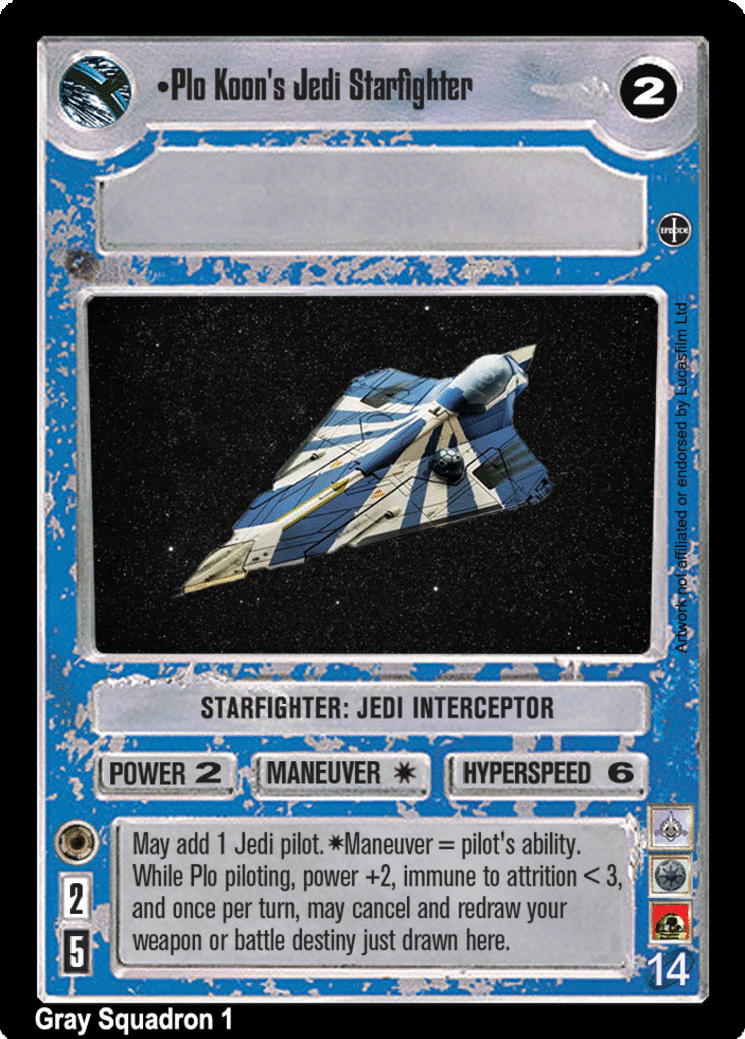 •Plo Koon's Jedi Starfighter
2
EPISODE I
Artwork not affiliated or endorsed by Lucasfilm Ltd
STARFIGHTER: JEDI INTERCEPTOR
POWER 2 MANEUVER ✷ HYPERSPEED 6
May add 1 Jedi pilot. ✷Maneuver = pilot's ability.
While Plo piloting, power +2, immune to attrition < 3,
and once per turn, may cancel and redraw your
weapon or battle destiny just drawn here.
2
5
14
Gray Squadron 1